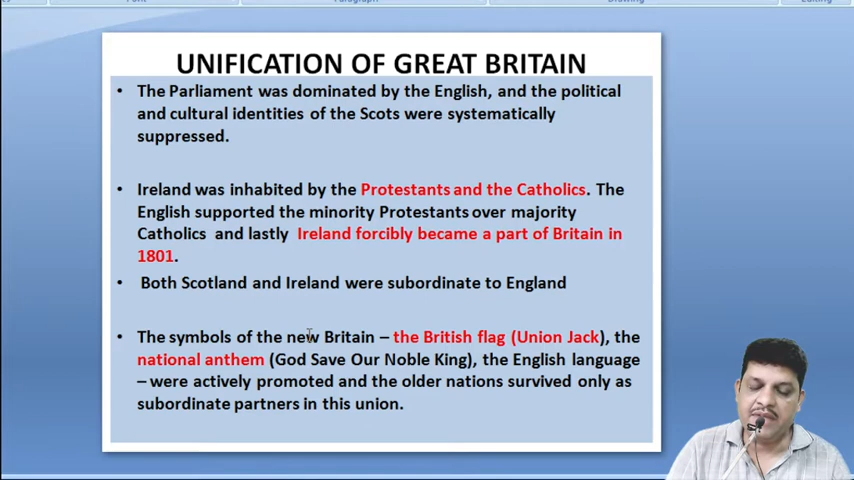 UNIFICATION OF GREAT BRITAIN
• The Parliament was dominated by the English, and the political
and cultural identities of the Scots were systematically
suppressed.
• Ireland was inhabited by the Protestants and the Catholics. The
English supported the minority Protestants over majority
Catholics and lastly Ireland forcibly became a part of Britain in
1801.
• Both Scotland and Ireland were subordinate to England
• The symbols of the new Britain – the British flag (Union Jack), the
national anthem (God Save Our Noble King), the English language
– were actively promoted and the older nations survived only as
subordinate partners in this union.